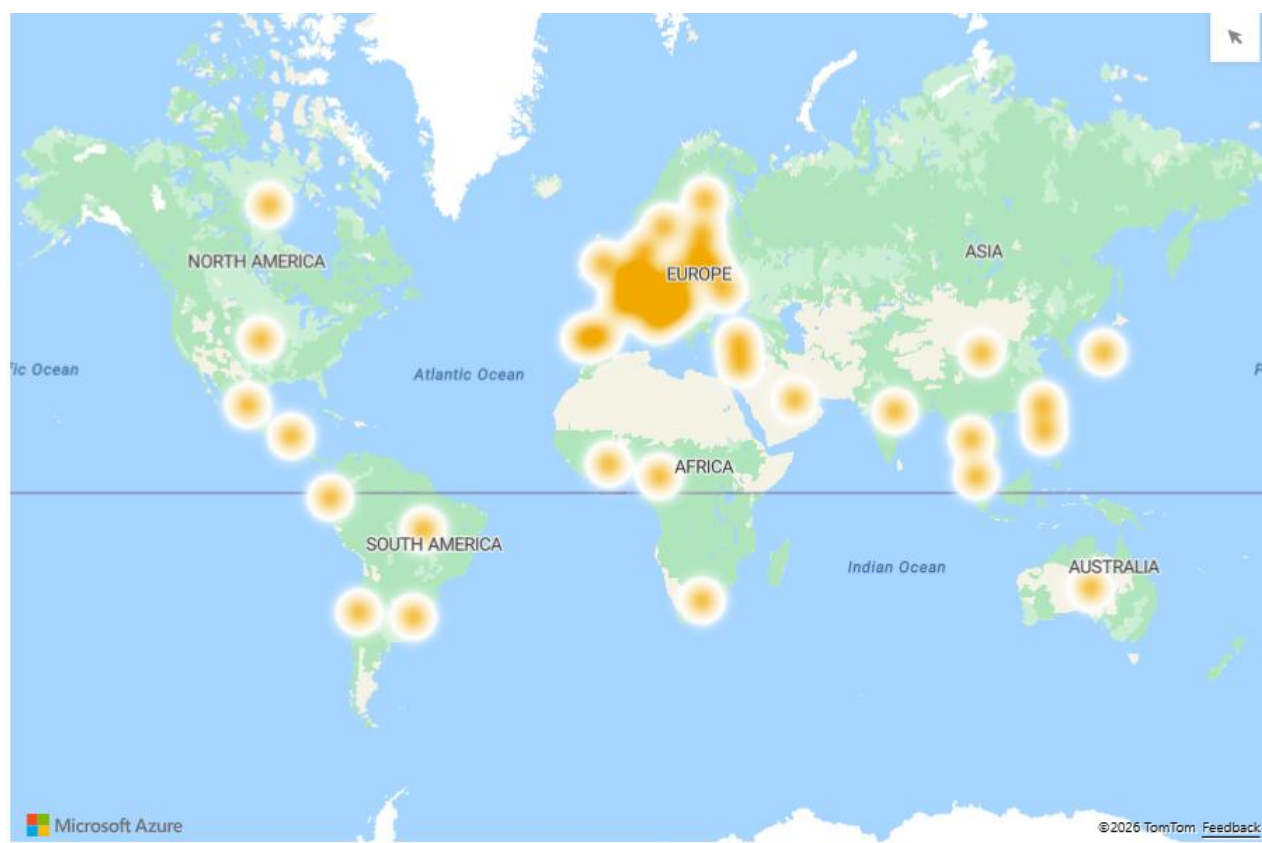 NORTH AMERICA
ASIA
EUROPE
fic Ocean
Atlantic Ocean
P
AFRICA
SOUTH AMERICA
Indian Ocean
AUSTRALIA
Microsoft Azure
©2026 TomTom Feedback